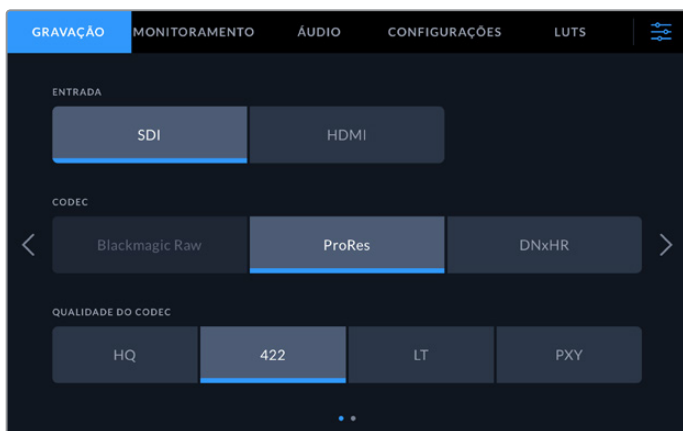 GRAVAÇÃO MONITORAMENTO ÁUDIO CONFIGURAÇÕES LUTS
ENTRADA
SDI HDMI
CODEC
Blackmagic Raw ProRes DNxHR
QUALIDADE DO CODEC
HQ 422 LT PXY